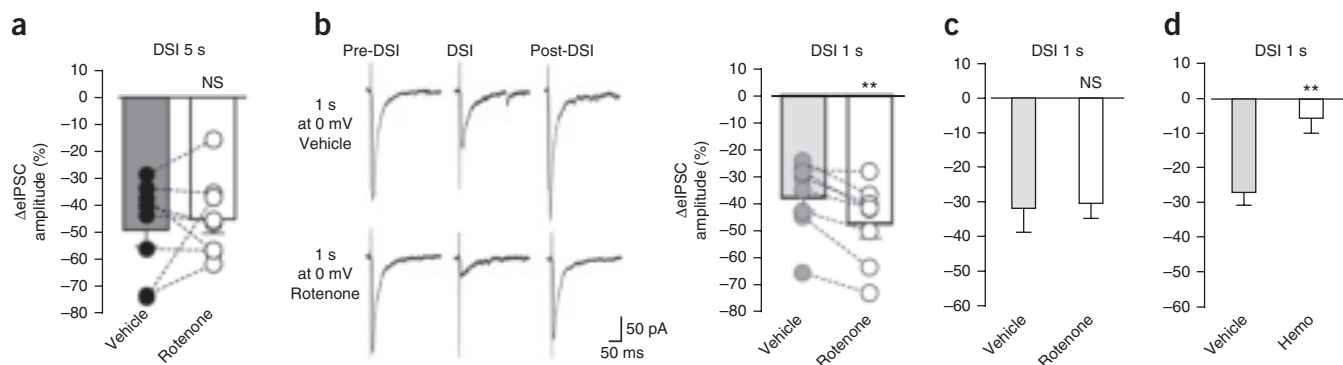 a
DSI 5 s
ΔeIPSC
amplitude (%)
10
0
–10
–20
–30
–40
–50
–60
–70
–80
NS
Vehicle
Rotenone
b
Pre-DSI
DSI
Post-DSI
1 s
at 0 mV
Vehicle
1 s
at 0 mV
Rotenone
50 pA
50 ms
DSI 1 s
ΔeIPSC
amplitude (%)
10
0
–10
–20
–30
–40
–50
–60
–70
–80
**
Vehicle
Rotenone
c
DSI 1 s
10
0
–10
–20
–30
–40
–50
–60
NS
Vehicle
Rotenone
d
DSI 1 s
10
0
–10
–20
–30
–40
–50
–60
**
Vehicle
Hemo